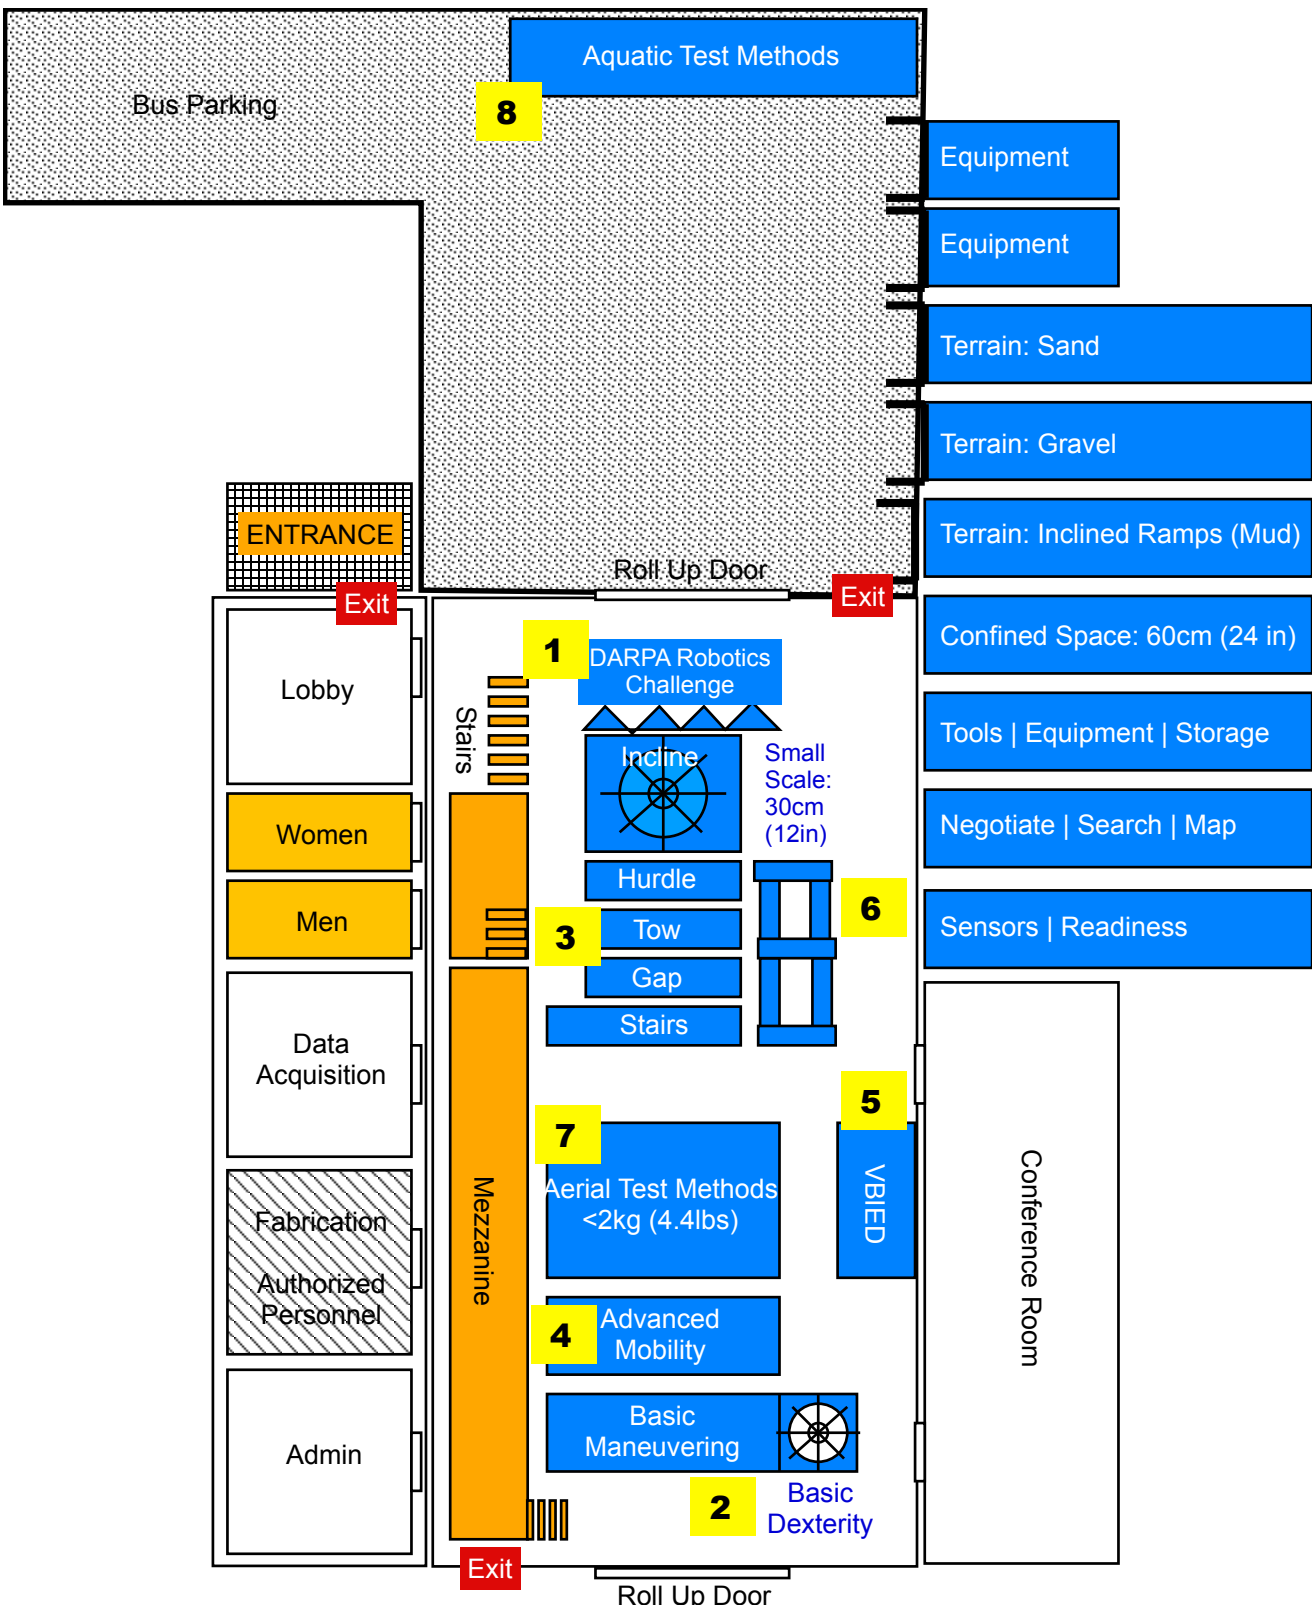 Aquatic Test Methods
Bus Parking
8
Equipment
Equipment
Terrain: Sand
Terrain: Gravel
ENTRANCE
Terrain: Inclined Ramps (Mud)
Roll Up Door
Exit
Exit
Confined Space: 60cm (24 in)
1
DARPA Robotics
Challenge
Lobby
Stairs
Tools | Equipment | Storage
Incline
Small
Scale:
30cm
(12in)
Women
Negotiate | Search | Map
Hurdle
Men
3
Tow
6
Sensors | Readiness
Gap
Stairs
Data
Acquisition
5
7
Aerial Test Methods
<2kg (4.4lbs)
VBIED
Mezzanine
Conference Room
Fabrication
Authorized
Personnel
4
Advanced
Mobility
Basic
Maneuvering
Admin
2
Basic
Dexterity
Exit
Roll Up Door